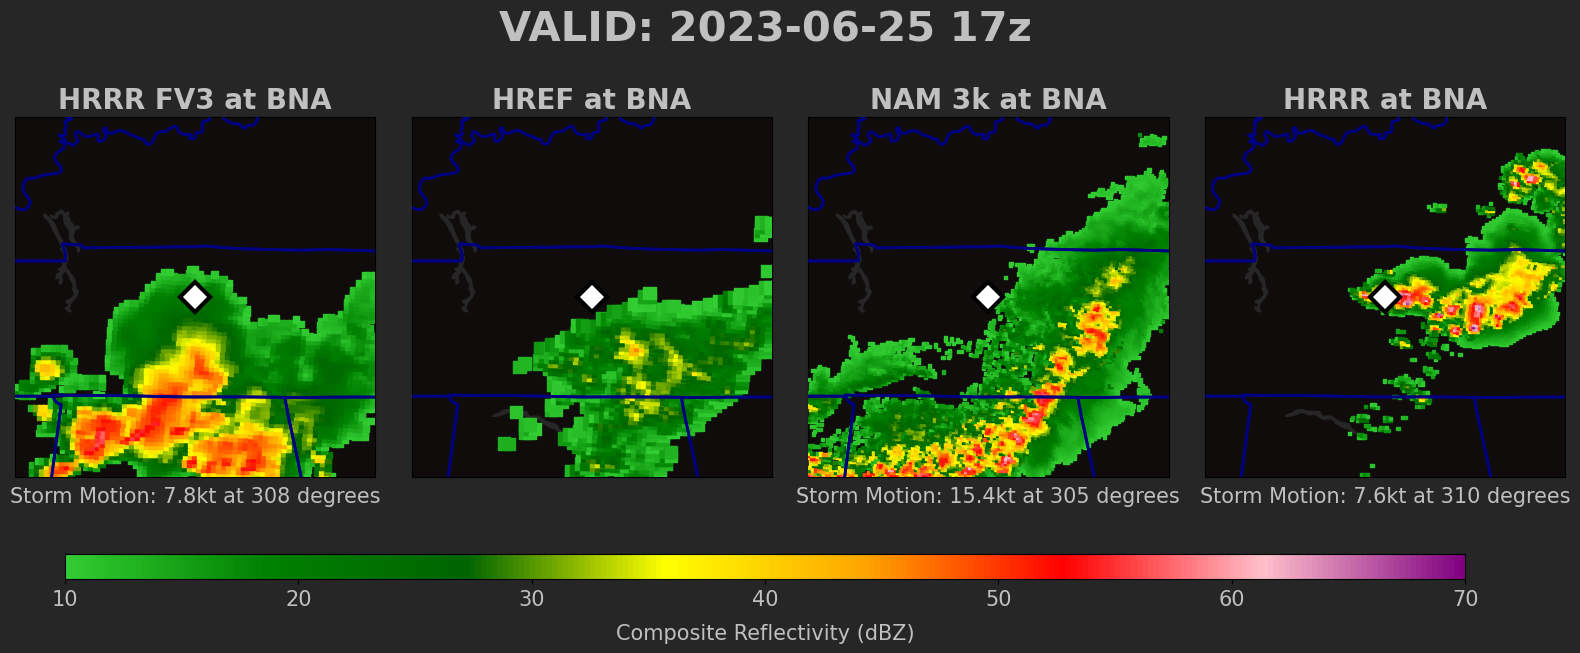 VALID: 2023-06-25 17z
HRRR FV3 at BNA
HREF at BNA
NAM 3k at BNA
HRRR at BNA
Storm Motion: 7.8kt at 308 degrees
Storm Motion: 15.4kt at 305 degrees
Storm Motion: 7.6kt at 310 degrees
10 20 30 40 50 60 70
Composite Reflectivity (dBZ)